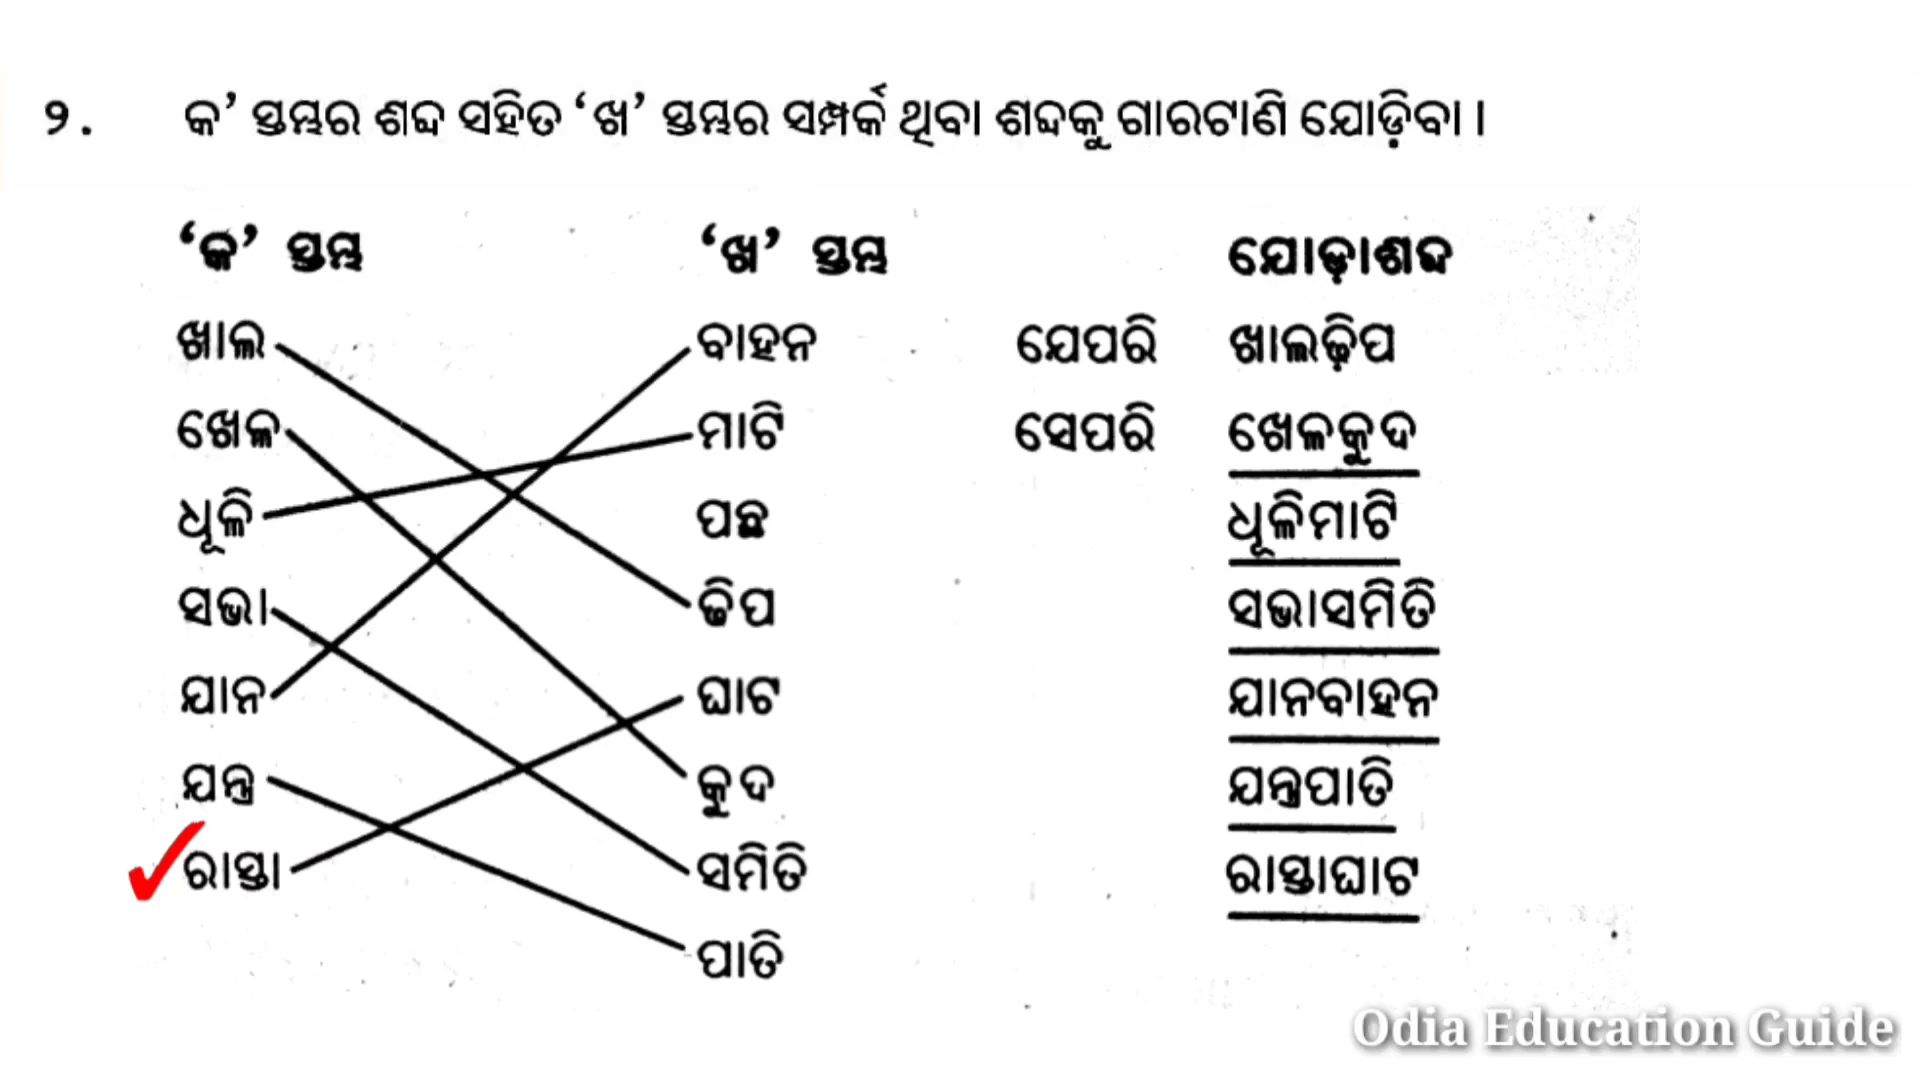 ୨. କ’ ସ୍ତମ୍ଭର ଶବ୍ଦ ସହିତ ‘ଖ’ ସ୍ତମ୍ଭର ସମ୍ପର୍କ ଥିବା ଶବ୍ଦକୁ ଗାରଟାଣି ଯୋଡ଼ିବା ।
‘କ’ ସ୍ତମ୍ଭ ‘ଖ’ ସ୍ତମ୍ଭ ଯୋଡ଼ାଶବ୍ଦ
ଖାଲ ବାହନ ଯେପରି ଖାଲଢ଼ିପ
ଖେଳ ମାଟି ସେପରି ଖେଳକୁଦ
ଧୂଳି ପଛ ଧୂଳିମାଟି
ସଭା ଢିପ ସଭାସମିତି
ଯାନ ଘାଟ ଯାନବାହନ
ଯନ୍ତ୍ର କୁଦ ଯନ୍ତ୍ରପାତି
ରାସ୍ତା ସମିତି ରାସ୍ତାଘାଟ
ପାତି
Odia Education Guide